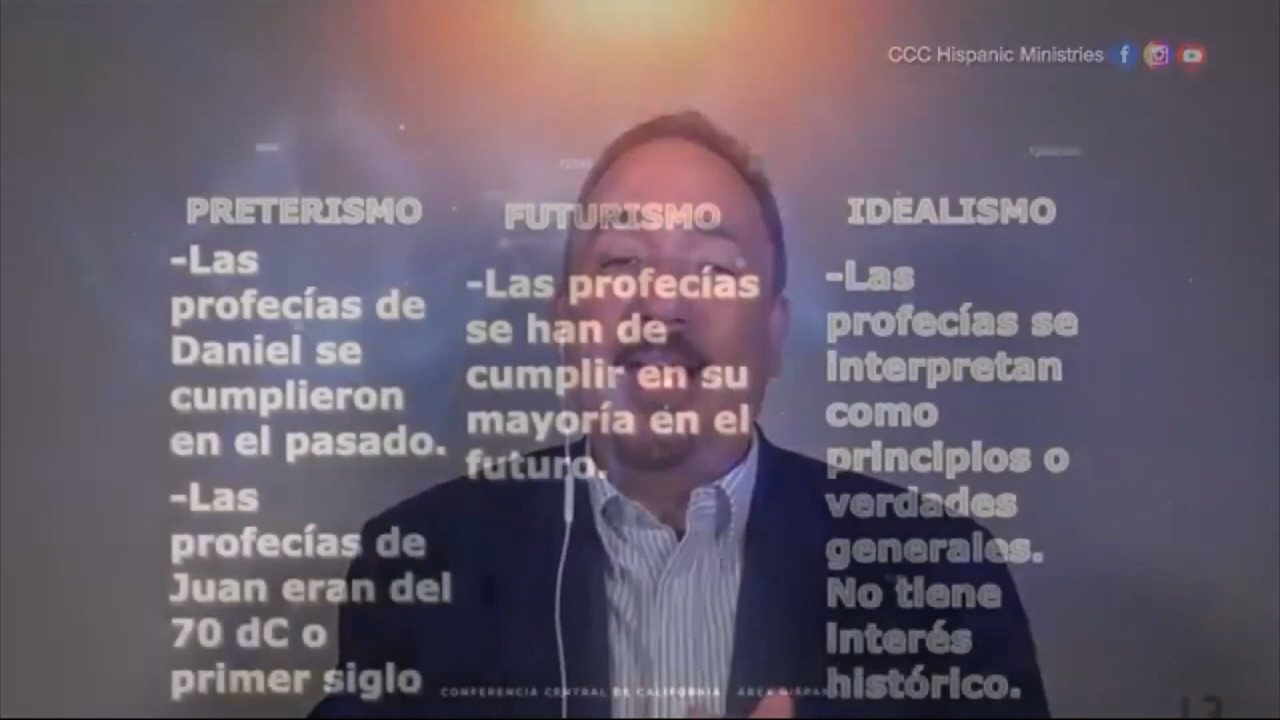 CCC Hispanic Ministries
PRETERISMO
-Las
profecías de
Daniel se
cumplieron
en el pasado.
-Las
profecías de
Juan eran del
70 dC o
primer siglo
FUTURISMO
-Las profecías
se han de
cumplir en su
mayoría en el
futuro.
IDEALISMO
-Las
profecías se
interpretan
como
principios o
verdades
generales.
No tiene
interés
histórico.
CONFERENCIA CENTRAL DE CALIFORNIA